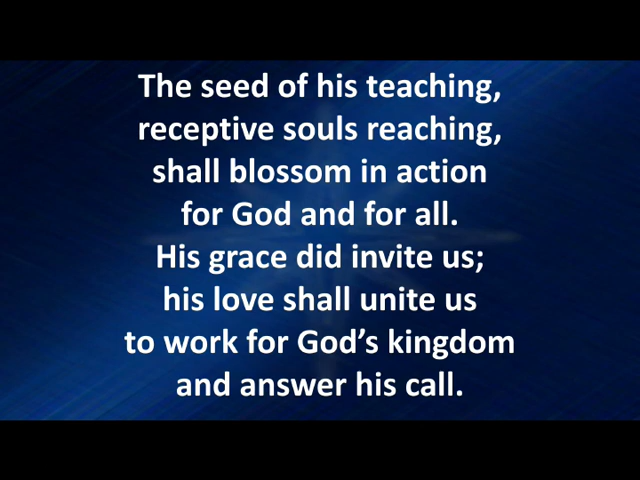 The seed of his teaching,
receptive souls reaching,
shall blossom in action
for God and for all.
His grace did invite us;
his love shall unite us
to work for God’s kingdom
and answer his call.